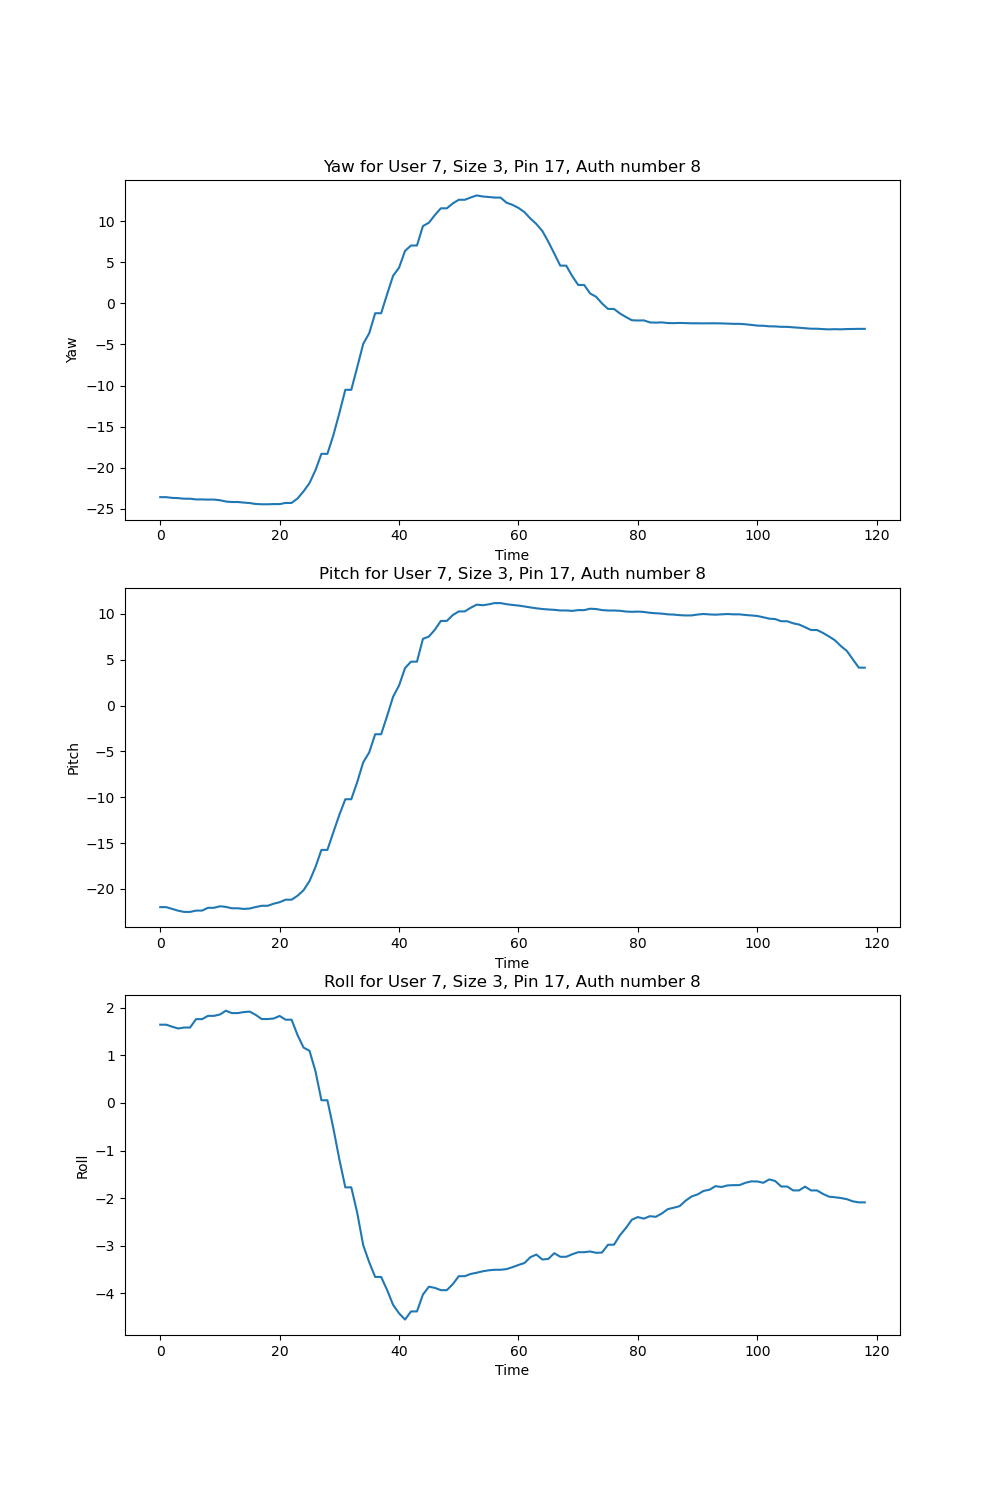 Yaw for User 7, Size 3, Pin 17, Auth number 8
10
5
0
−5
−10
−15
−20
−25
Yaw
0 20 40 60 80 100 120
Time
Pitch for User 7, Size 3, Pin 17, Auth number 8
10
5
0
−5
−10
−15
−20
Pitch
0 20 40 60 80 100 120
Time
Roll for User 7, Size 3, Pin 17, Auth number 8
2
1
0
−1
−2
−3
−4
Roll
0 20 40 60 80 100 120
Time